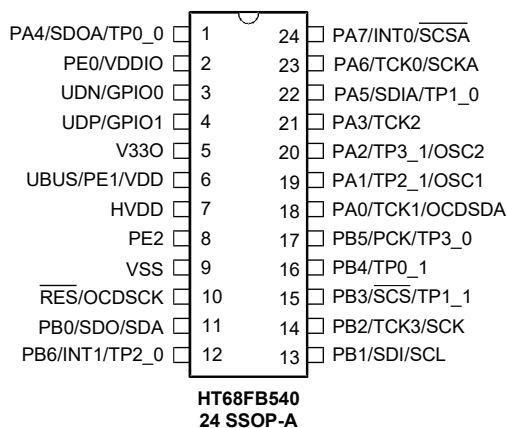 PA4/SDOA/TP0_0 1 24 PA7/INT0/SCSA
PE0/VDDIO 2 23 PA6/TCK0/SCKA
UDN/GPIO0 3 22 PA5/SDIA/TP1_0
UDP/GPIO1 4 21 PA3/TCK2
V33O 5 20 PA2/TP3_1/OSC2
UBUS/PE1/VDD 6 19 PA1/TP2_1/OSC1
HVDD 7 18 PA0/TCK1/OCDSDA
PE2 8 17 PB5/PCK/TP3_0
VSS 9 16 PB4/TP0_1
RES/OCDSCK 10 15 PB3/SCS/TP1_1
PB0/SDO/SDA 11 14 PB2/TCK3/SCK
PB6/INT1/TP2_0 12 13 PB1/SDI/SCL
HT68FB540
24 SSOP-A